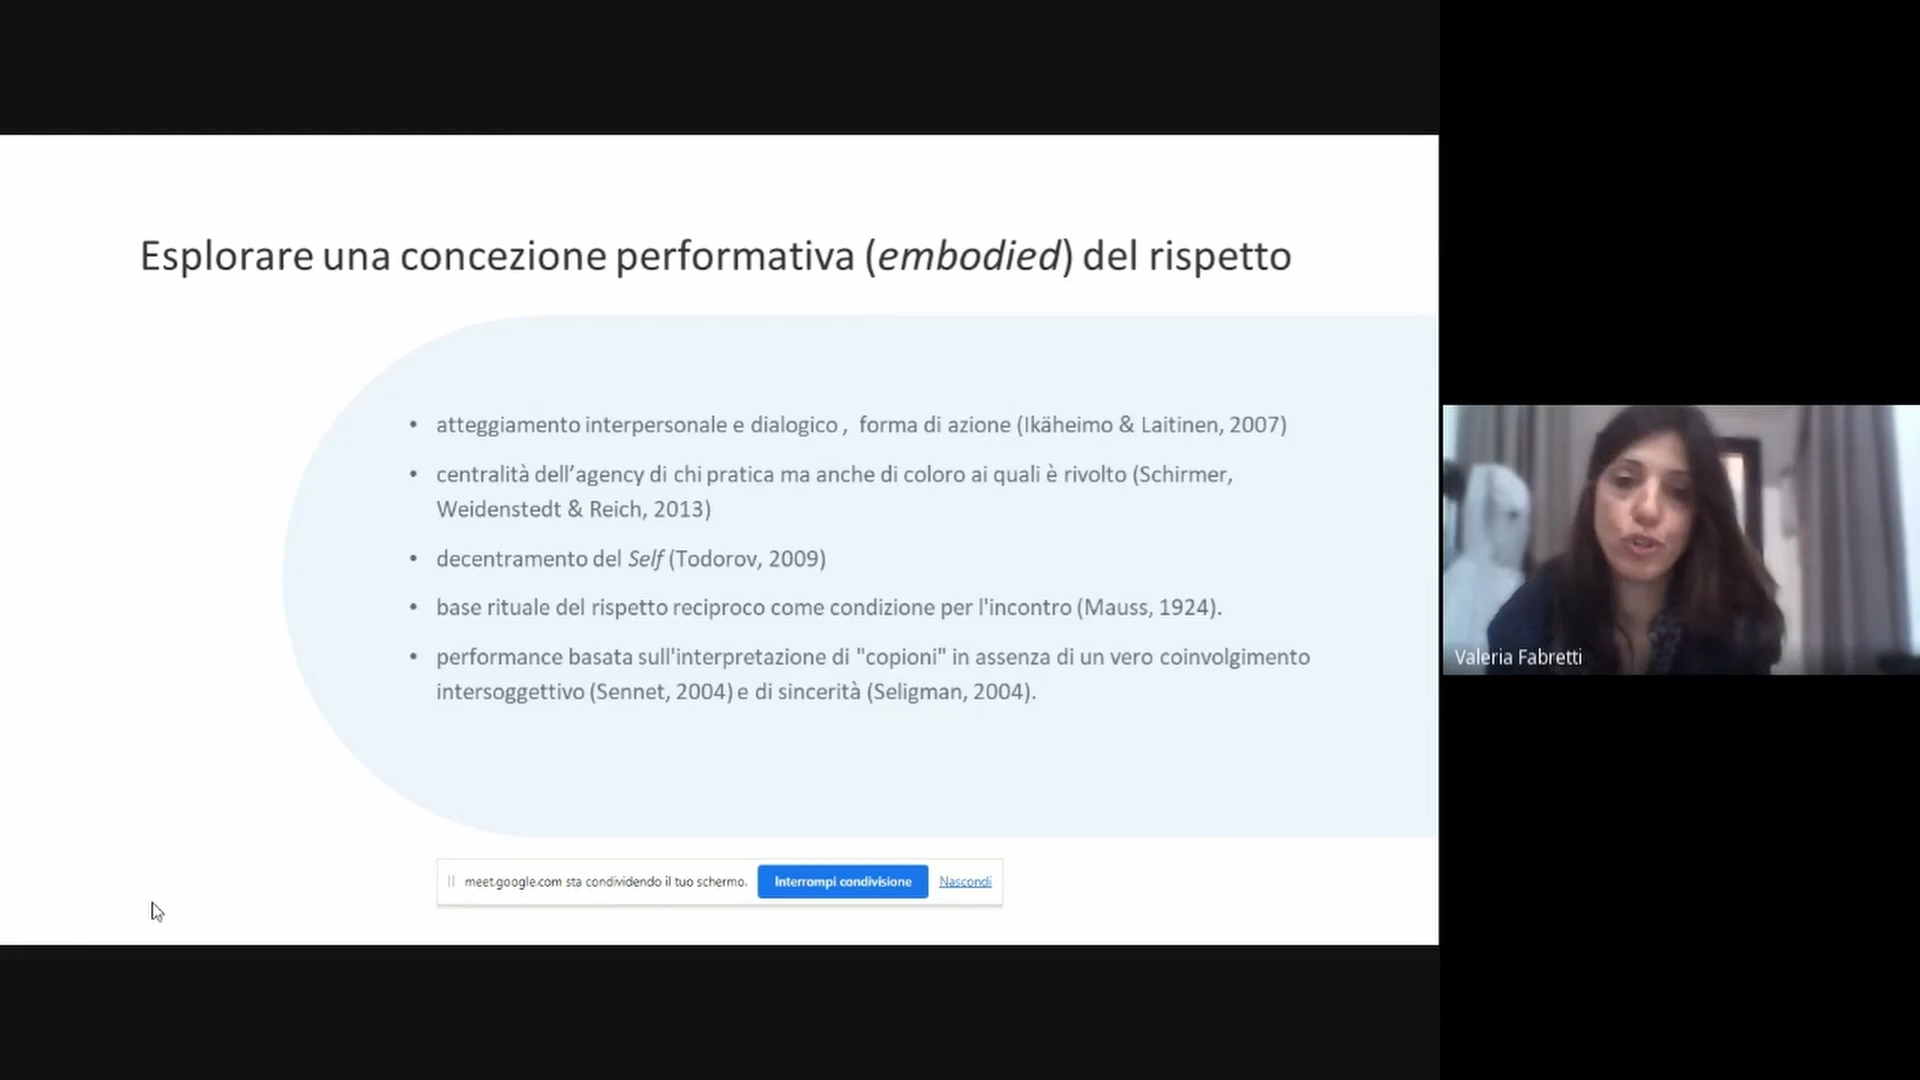 Esplorare una concezione performativa (embodied) del rispetto
• atteggiamento interpersonale e dialogico , forma di azione (Ikäheimo & Laitinen, 2007)
• centralità dell’agency di chi pratica ma anche di coloro ai quali è rivolto (Schirmer,
Weidenstedt & Reich, 2013)
• decentramento del Self (Todorov, 2009)
• base rituale del rispetto reciproco come condizione per l'incontro (Mauss, 1924).
• performance basata sull'interpretazione di "copioni" in assenza di un vero coinvolgimento
intersoggettivo (Sennet, 2004) e di sincerità (Seligman, 2004).
meet.google.com sta condividendo il tuo schermo. Interrompi condivisione Nascondi
Valeria Fabretti